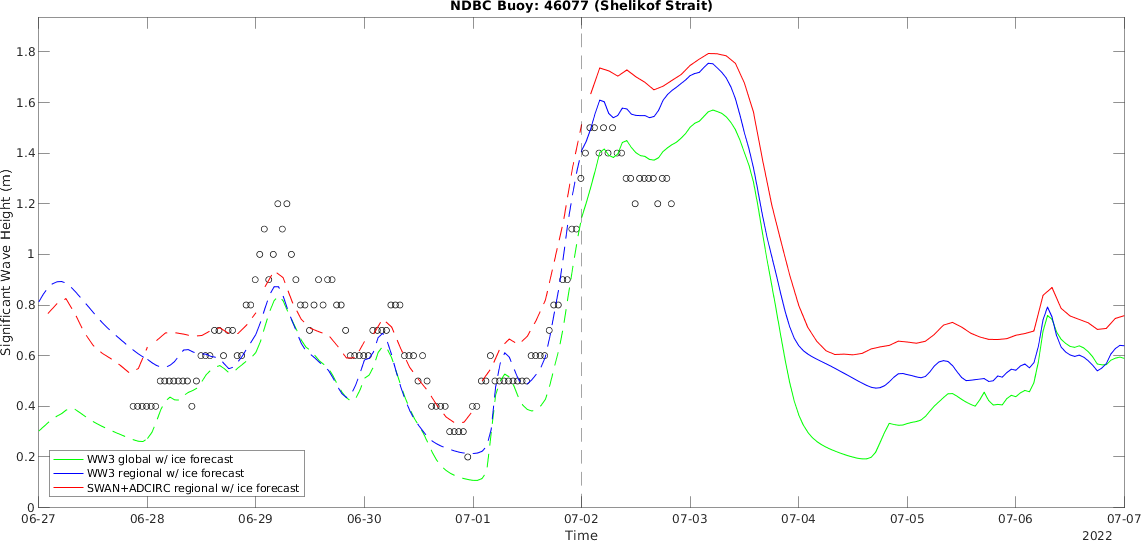 NDBC Buoy: 46077 (Shelikof Strait)
Significant Wave Height (m)
1.8
1.6
1.4
1.2
1
0.8
0.6
0.4
0.2
0
WW3 global w/ ice forecast
WW3 regional w/ ice forecast
SWAN+ADCIRC regional w/ ice forecast
06-27 06-28 06-29 06-30 07-01 07-02 07-03 07-04 07-05 07-06 07-07
Time
2022